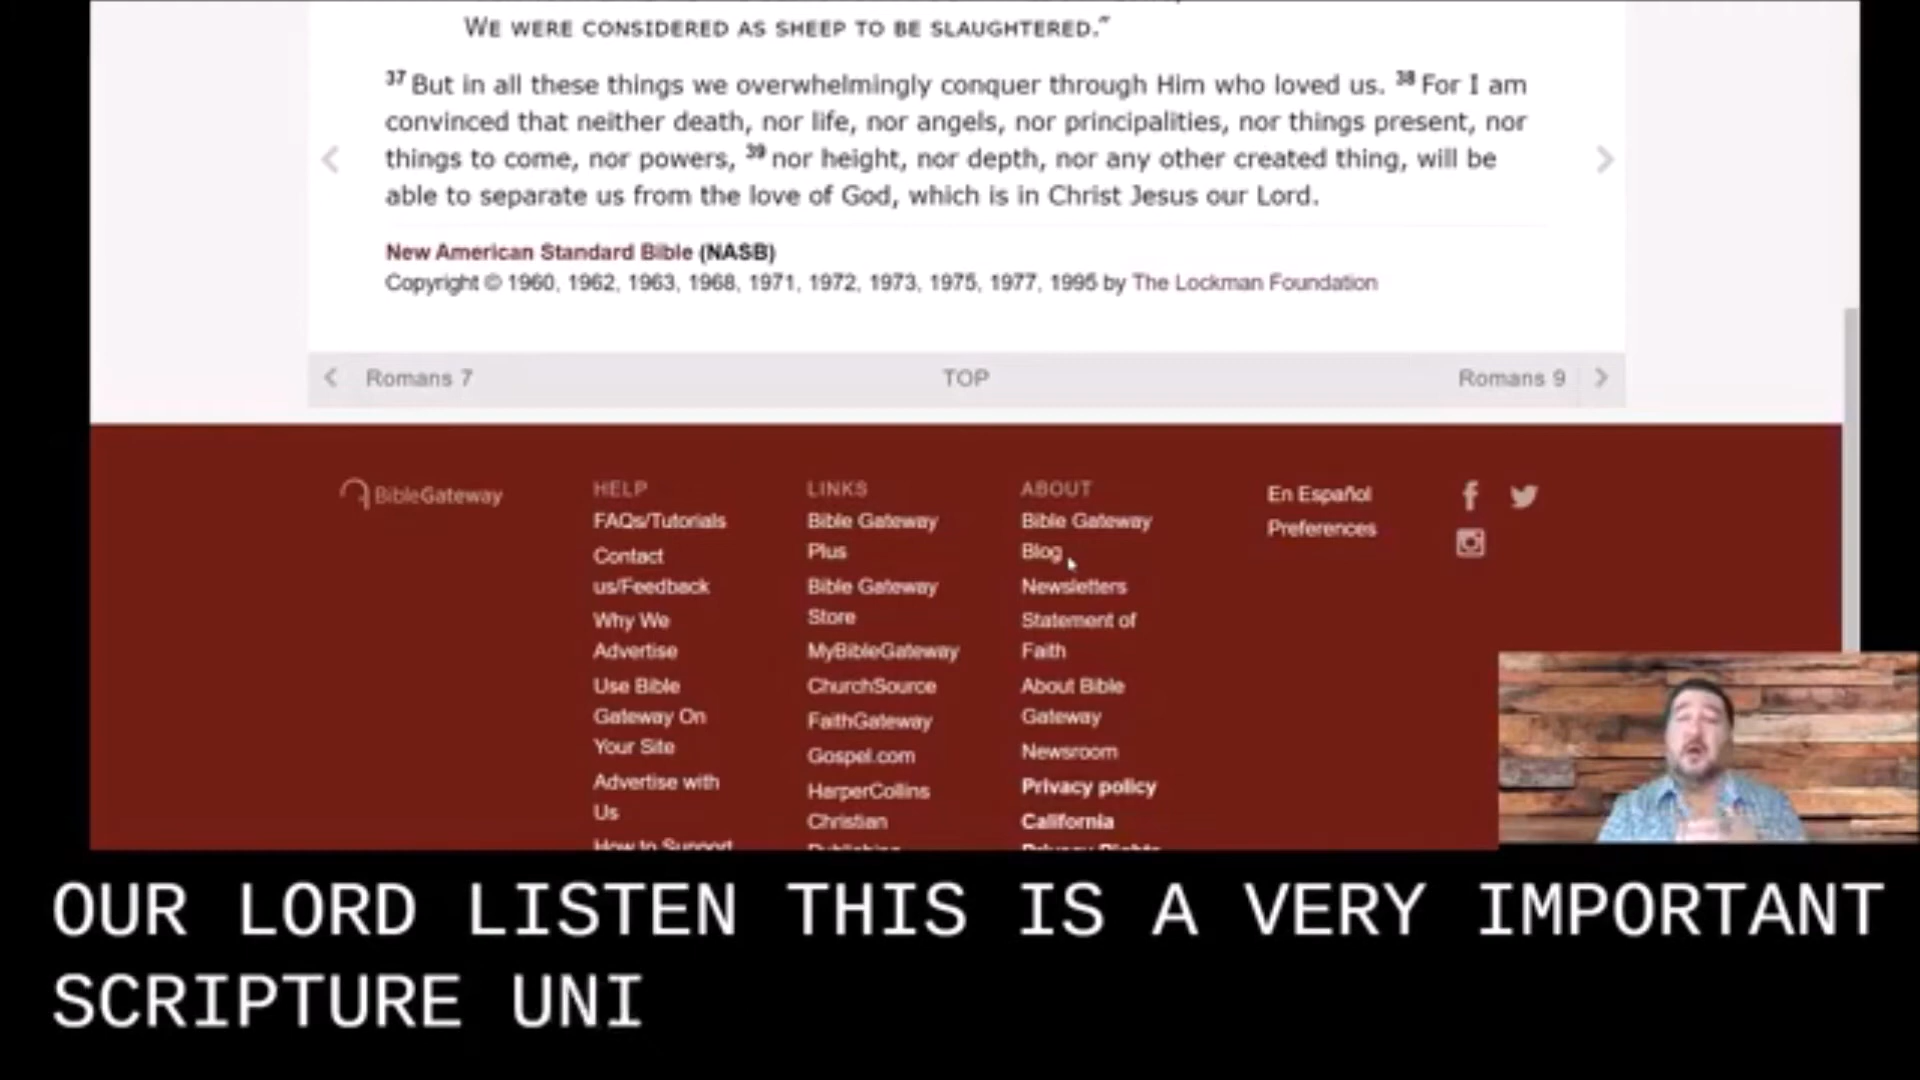 WE WERE CONSIDERED AS SHEEP TO BE SLAUGHTERED.”
37 But in all these things we overwhelmingly conquer through Him who loved us. 38 For I am
convinced that neither death, nor life, nor angels, nor principalities, nor things present, nor
things to come, nor powers, 39 nor height, nor depth, nor any other created thing, will be
able to separate us from the love of God, which is in Christ Jesus our Lord.
New American Standard Bible (NASB)
Copyright © 1960, 1962, 1963, 1968, 1971, 1972, 1973, 1975, 1977, 1995 by The Lockman Foundation
Romans 7 TOP Romans 9
BibleGateway
HELP
FAQs/Tutorials
Contact
us/Feedback
Why We
Advertise
Use Bible
Gateway On
Your Site
Advertise with
Us
How to Support
LINKS
Bible Gateway
Plus
Bible Gateway
Store
MyBibleGateway
ChurchSource
FaithGateway
Gospel.com
HarperCollins
Christian
Publishing
ABOUT
Bible Gateway
Blog
Newsletters
Statement of
Faith
About Bible
Gateway
Newsroom
Privacy policy
California
Privacy Rights
En Español
Preferences
OUR LORD LISTEN THIS IS A VERY IMPORTANT
SCRIPTURE UNI